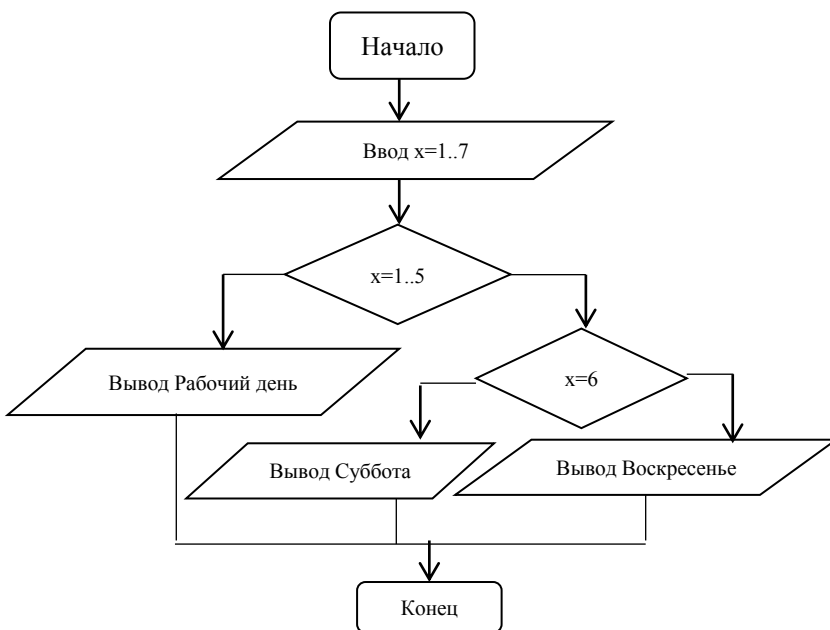 Начало
Ввод x=1..7
x=1..5
x=6
Вывод Рабочий день
Вывод Суббота
Вывод Воскресенье
Конец